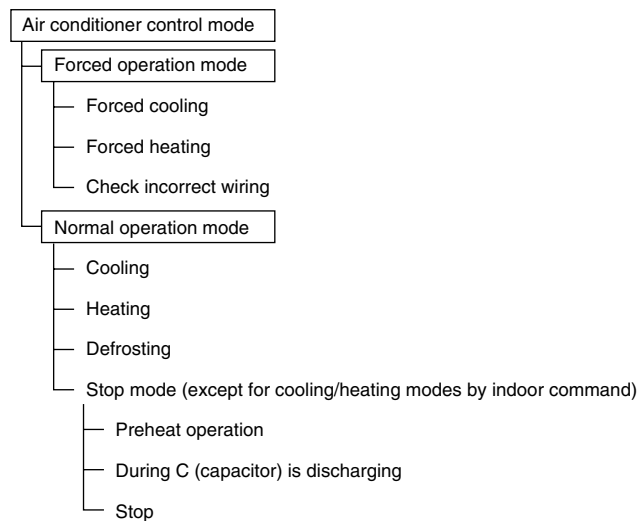 Air conditioner control mode
Forced operation mode
Forced cooling
Forced heating
Check incorrect wiring
Normal operation mode
Cooling
Heating
Defrosting
Stop mode (except for cooling/heating modes by indoor command)
Preheat operation
During C (capacitor) is discharging
Stop